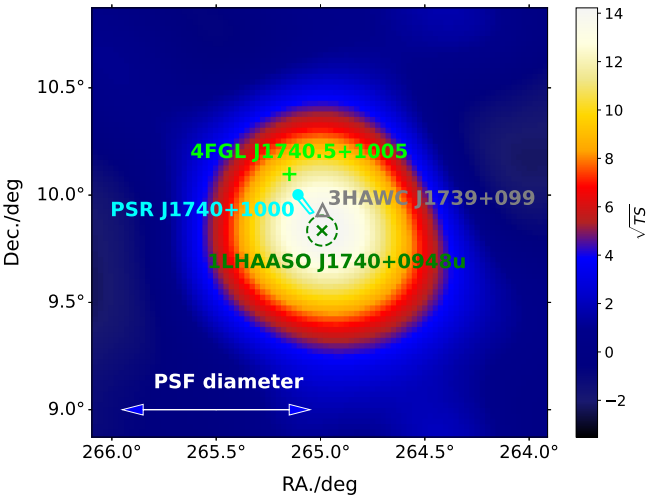 14
12
10
8
6
4
2
0
−2
√TS
10.5°
10.0°
9.5°
9.0°
Dec./deg
4FGL J1740.5+1005
3HAWC J1739+099
PSR J1740+1000
1LHAASO J1740+0948u
PSF diameter
266.0° 265.5° 265.0° 264.5° 264.0°
RA./deg